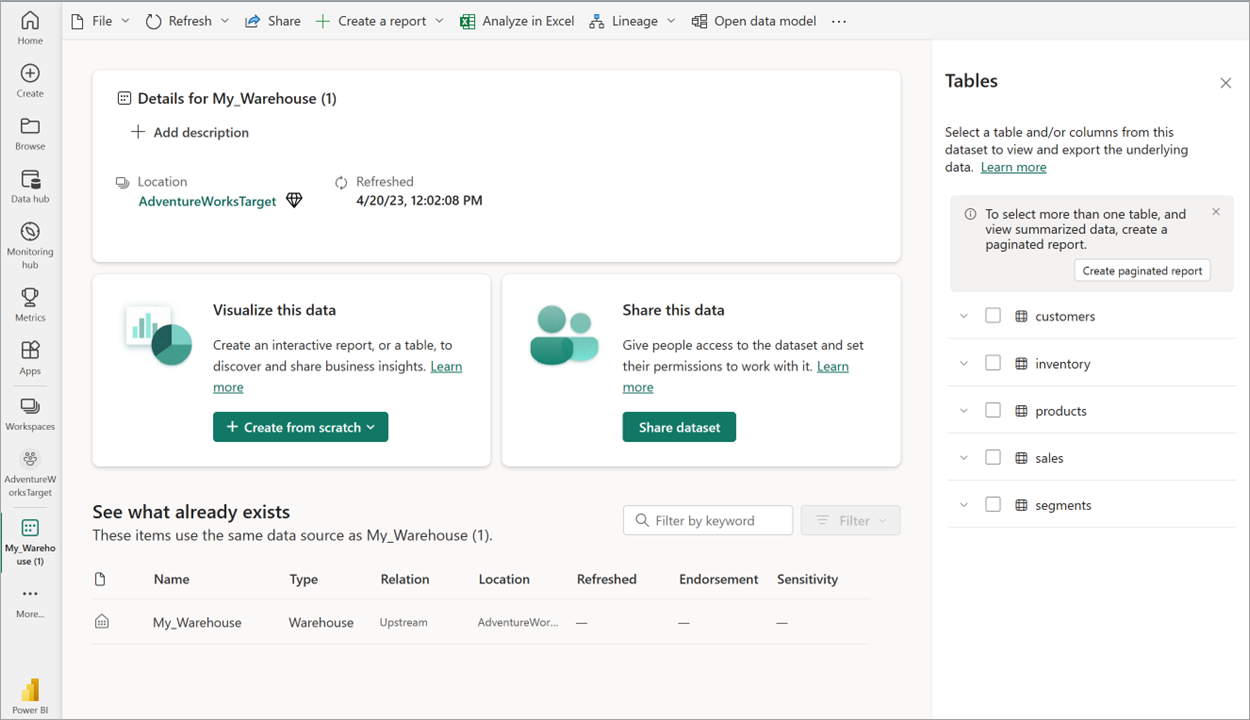 File
Refresh
Share
Create a report
Analyze in Excel
Lineage
Open data model
Home
Create
Browse
Data hub
Monitoring
hub
Metrics
Apps
Workspaces
AdventureW
orksTarget
My_Wareho
use (1)
More...
Power BI
Details for My_Warehouse (1)
Add description
Location
AdventureWorksTarget
Refreshed
4/20/23, 12:02:08 PM
Visualize this data
Create an interactive report, or a table, to
discover and share business insights. Learn
more
Create from scratch
Share this data
Give people access to the dataset and set
their permissions to work with it. Learn
more
Share dataset
See what already exists
These items use the same data source as My_Warehouse (1).
Filter by keyword
Filter
Name Type Relation Location Refreshed Endorsement Sensitivity
My_Warehouse Warehouse Upstream AdventureWor... — — —
Tables
Select a table and/or columns from this
dataset to view and export the underlying
data. Learn more
To select more than one table, and
view summarized data, create a
paginated report.
Create paginated report
customers
inventory
products
sales
segments